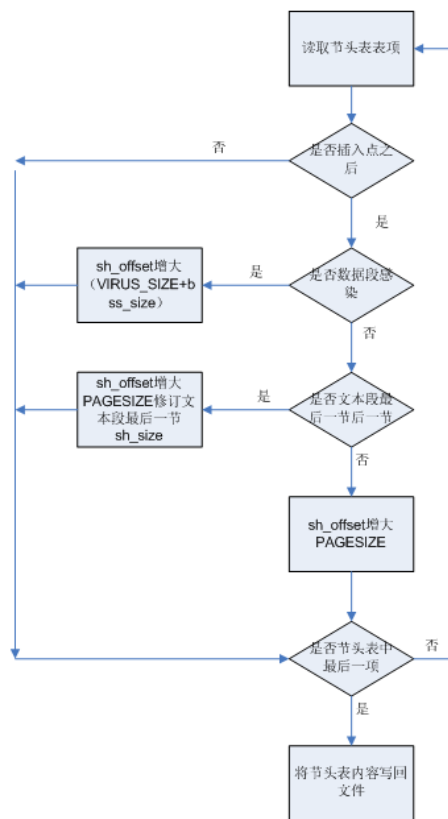 读取节头表表项
否
是否插入点之
后
是
sh_offset增大
（VIRUS_SIZE+b
ss_size）
是
是否数据段感
染
否
sh_offset增大
PAGESIZE修订文
本段最后一节
sh_size
是
是否文本段最
后一节后一节
否
sh_offset增大
PAGESIZE
是否节头表中
最后一项
否
是
将节头表内容写回
文件